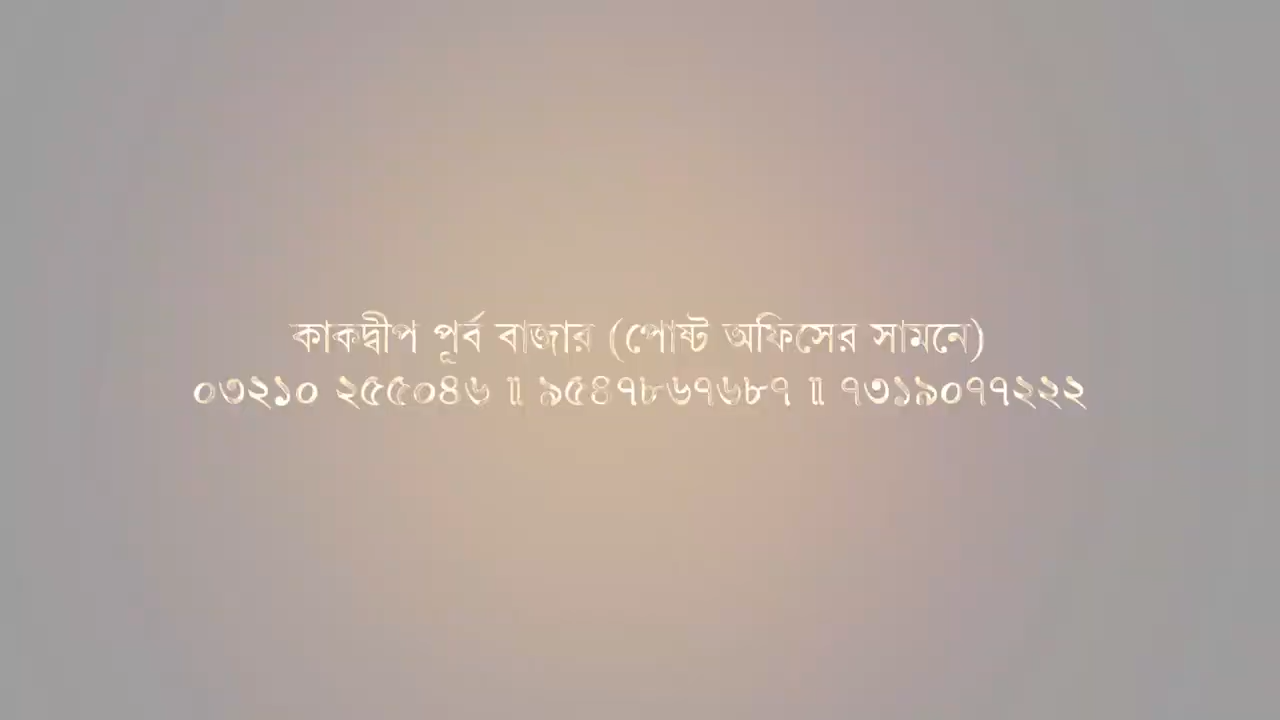 কাকদ্বীপ পূর্ব বাজার (পোষ্ট অফিসের সামনে)
০৩২১০ ২৫৫০৪৬ ॥ ৯৫৪৭৮৬৭৬৮৭ ॥ ৭৩১৯০৭৭২২২